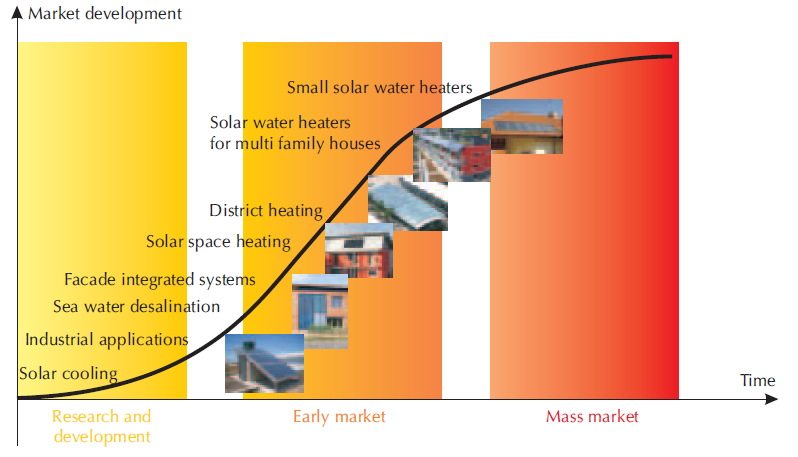 Market development
Small solar water heaters
Solar water heaters
for multi family houses
District heating
Solar space heating
Facade integrated systems
Sea water desalination
Industrial applications
Solar cooling
Time
Research and
development
Early market
Mass market